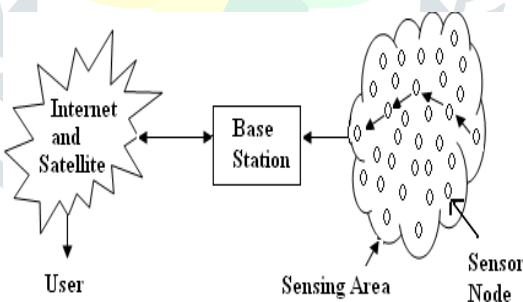 Internet
and
Satellite
Base
Station
User
Sensing Area
Sensor
Node